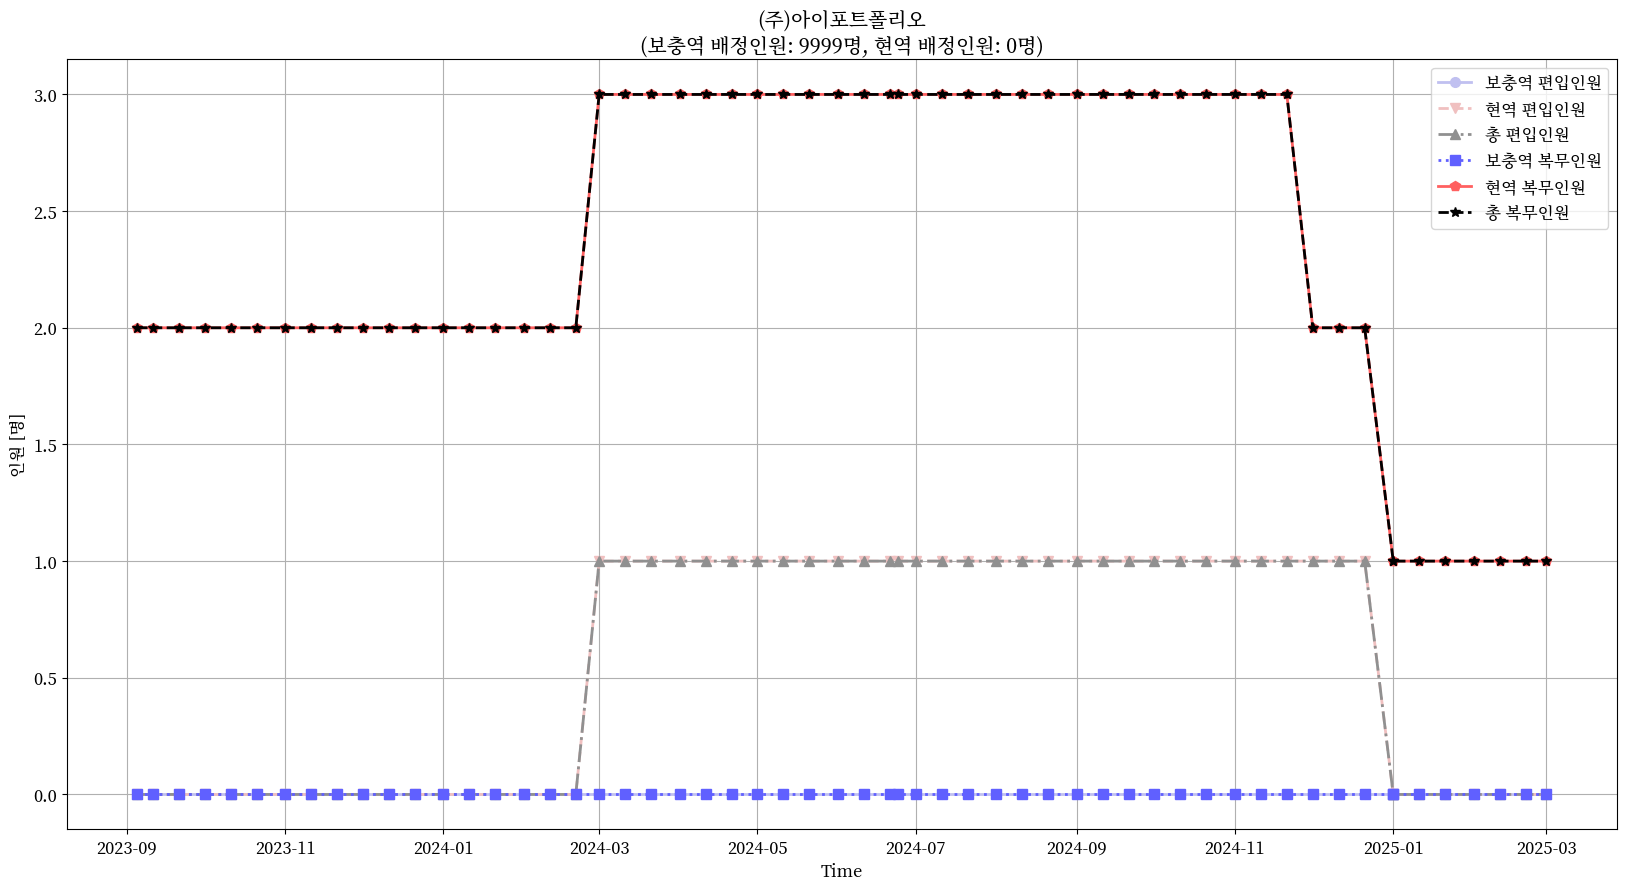 (주)아이포트폴리오
(보충역 배정인원: 9999명, 현역 배정인원: 0명)
보충역 편입인원
현역 편입인원
총 편입인원
보충역 복무인원
현역 복무인원
총 복무인원
인원 [명]
3.0
2.5
2.0
1.5
1.0
0.5
0.0
2023-09 2023-11 2024-01 2024-03 2024-05 2024-07 2024-09 2024-11 2025-01 2025-03
Time